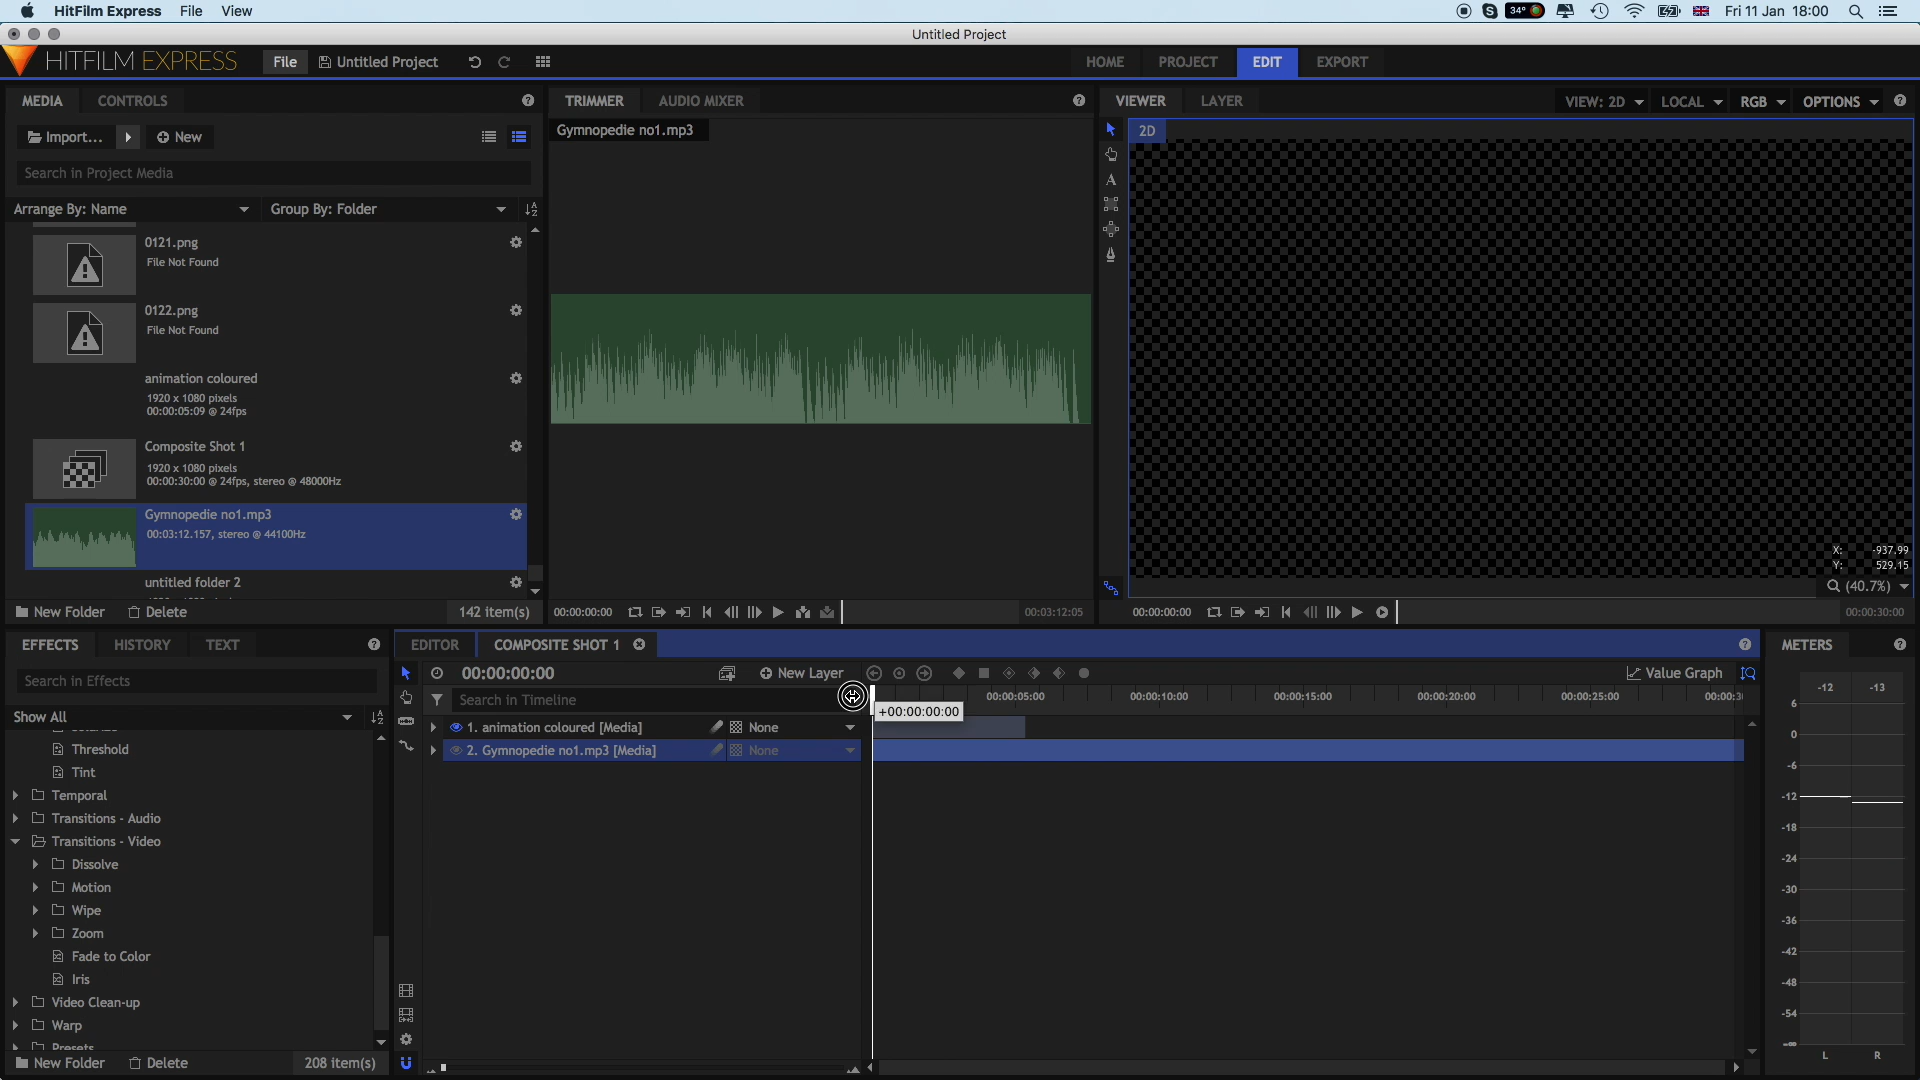 HitFilm Express File View
34° Fri 11 Jan 18:00
Untitled Project
HITFILM EXPRESS File Untitled Project HOME PROJECT EDIT EXPORT
MEDIA CONTROLS
Import... New
Search in Project Media
Arrange By: Name Group By: Folder
0121.png
File Not Found
0122.png
File Not Found
animation coloured
1920 x 1080 pixels
00:00:05:09 @ 24fps
Composite Shot 1
1920 x 1080 pixels
00:00:30:00 @ 24fps, stereo @ 48000Hz
Gymnopedie no1.mp3
00:03:12.157, stereo @ 44100Hz
untitled folder 2
New Folder Delete 142 item(s)
TRIMMER AUDIO MIXER
Gymnopedie no1.mp3
00:00:00:00 00:03:12:05
VIEWER LAYER VIEW: 2D LOCAL RGB OPTIONS
2D
A
X: -937.99
Y: 529.15
(40.7%)
00:00:00:00 00:00:30:00
EFFECTS HISTORY TEXT
Search in Effects
Show All
Threshold
Tint
Temporal
Transitions - Audio
Transitions - Video
Dissolve
Motion
Wipe
Zoom
Fade to Color
Iris
Video Clean-up
Warp
Presets
New Folder Delete 208 item(s)
EDITOR COMPOSITE SHOT 1
00:00:00:00 New Layer Value Graph
Search in Timeline 00:00:05:00 00:00:10:00 00:00:15:00 00:00:20:00 00:00:25:00 00:00:3
+00:00:00:00
1. animation coloured [Media] None
2. Gymnopedie no1.mp3 [Media] None
METERS
-12 -13
6
0
-6
-12
-18
-24
-30
-36
-42
-48
-54
-∞
L R